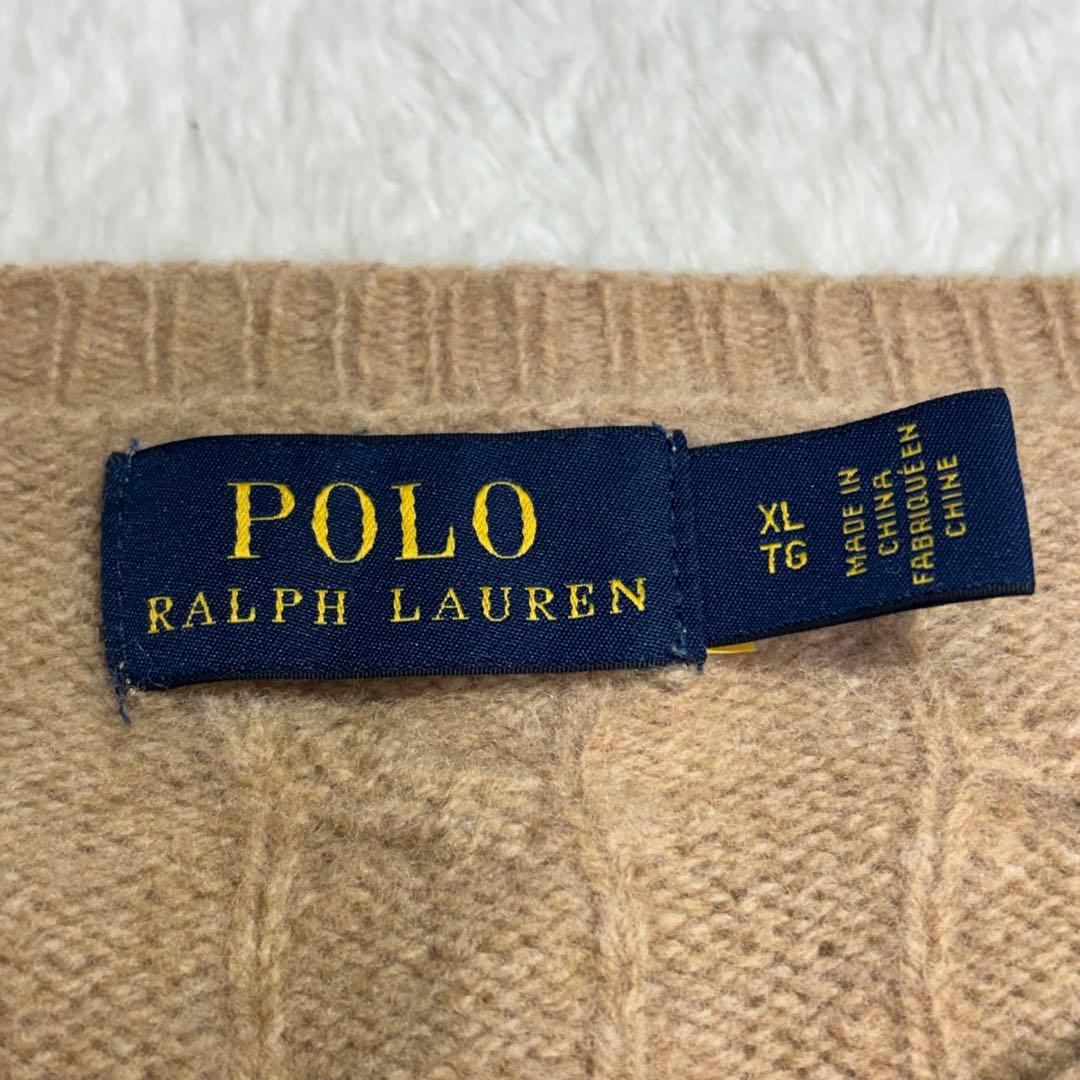 POLO
RALPH LAUREN
XL
TG
MADE IN
CHINA
FABRIQUÉ EN
CHINE